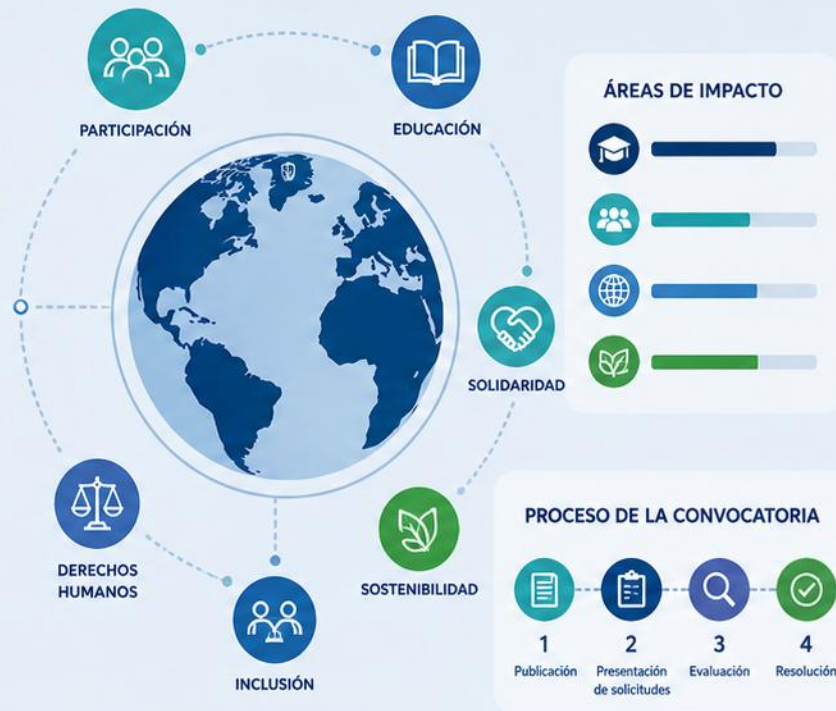 PARTICIPACIÓN
EDUCACIÓN
SOLIDARIDAD
SOSTENIBILIDAD
INCLUSIÓN
DERECHOS
HUMANOS
ÁREAS DE IMPACTO
PROCESO DE LA CONVOCATORIA
1
Publicación
2
Presentación
de solicitudes
3
Evaluación
4
Resolución